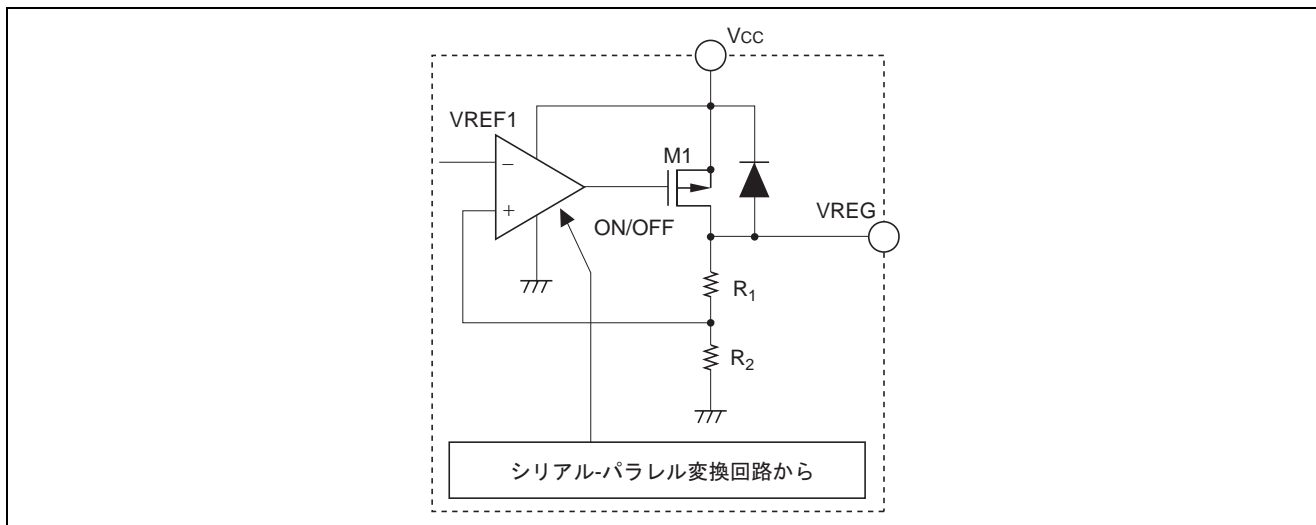 VCC
VREF1
−
+
M1
ON/OFF
VREG
R1
R2
シリアル-パラレル変換回路から